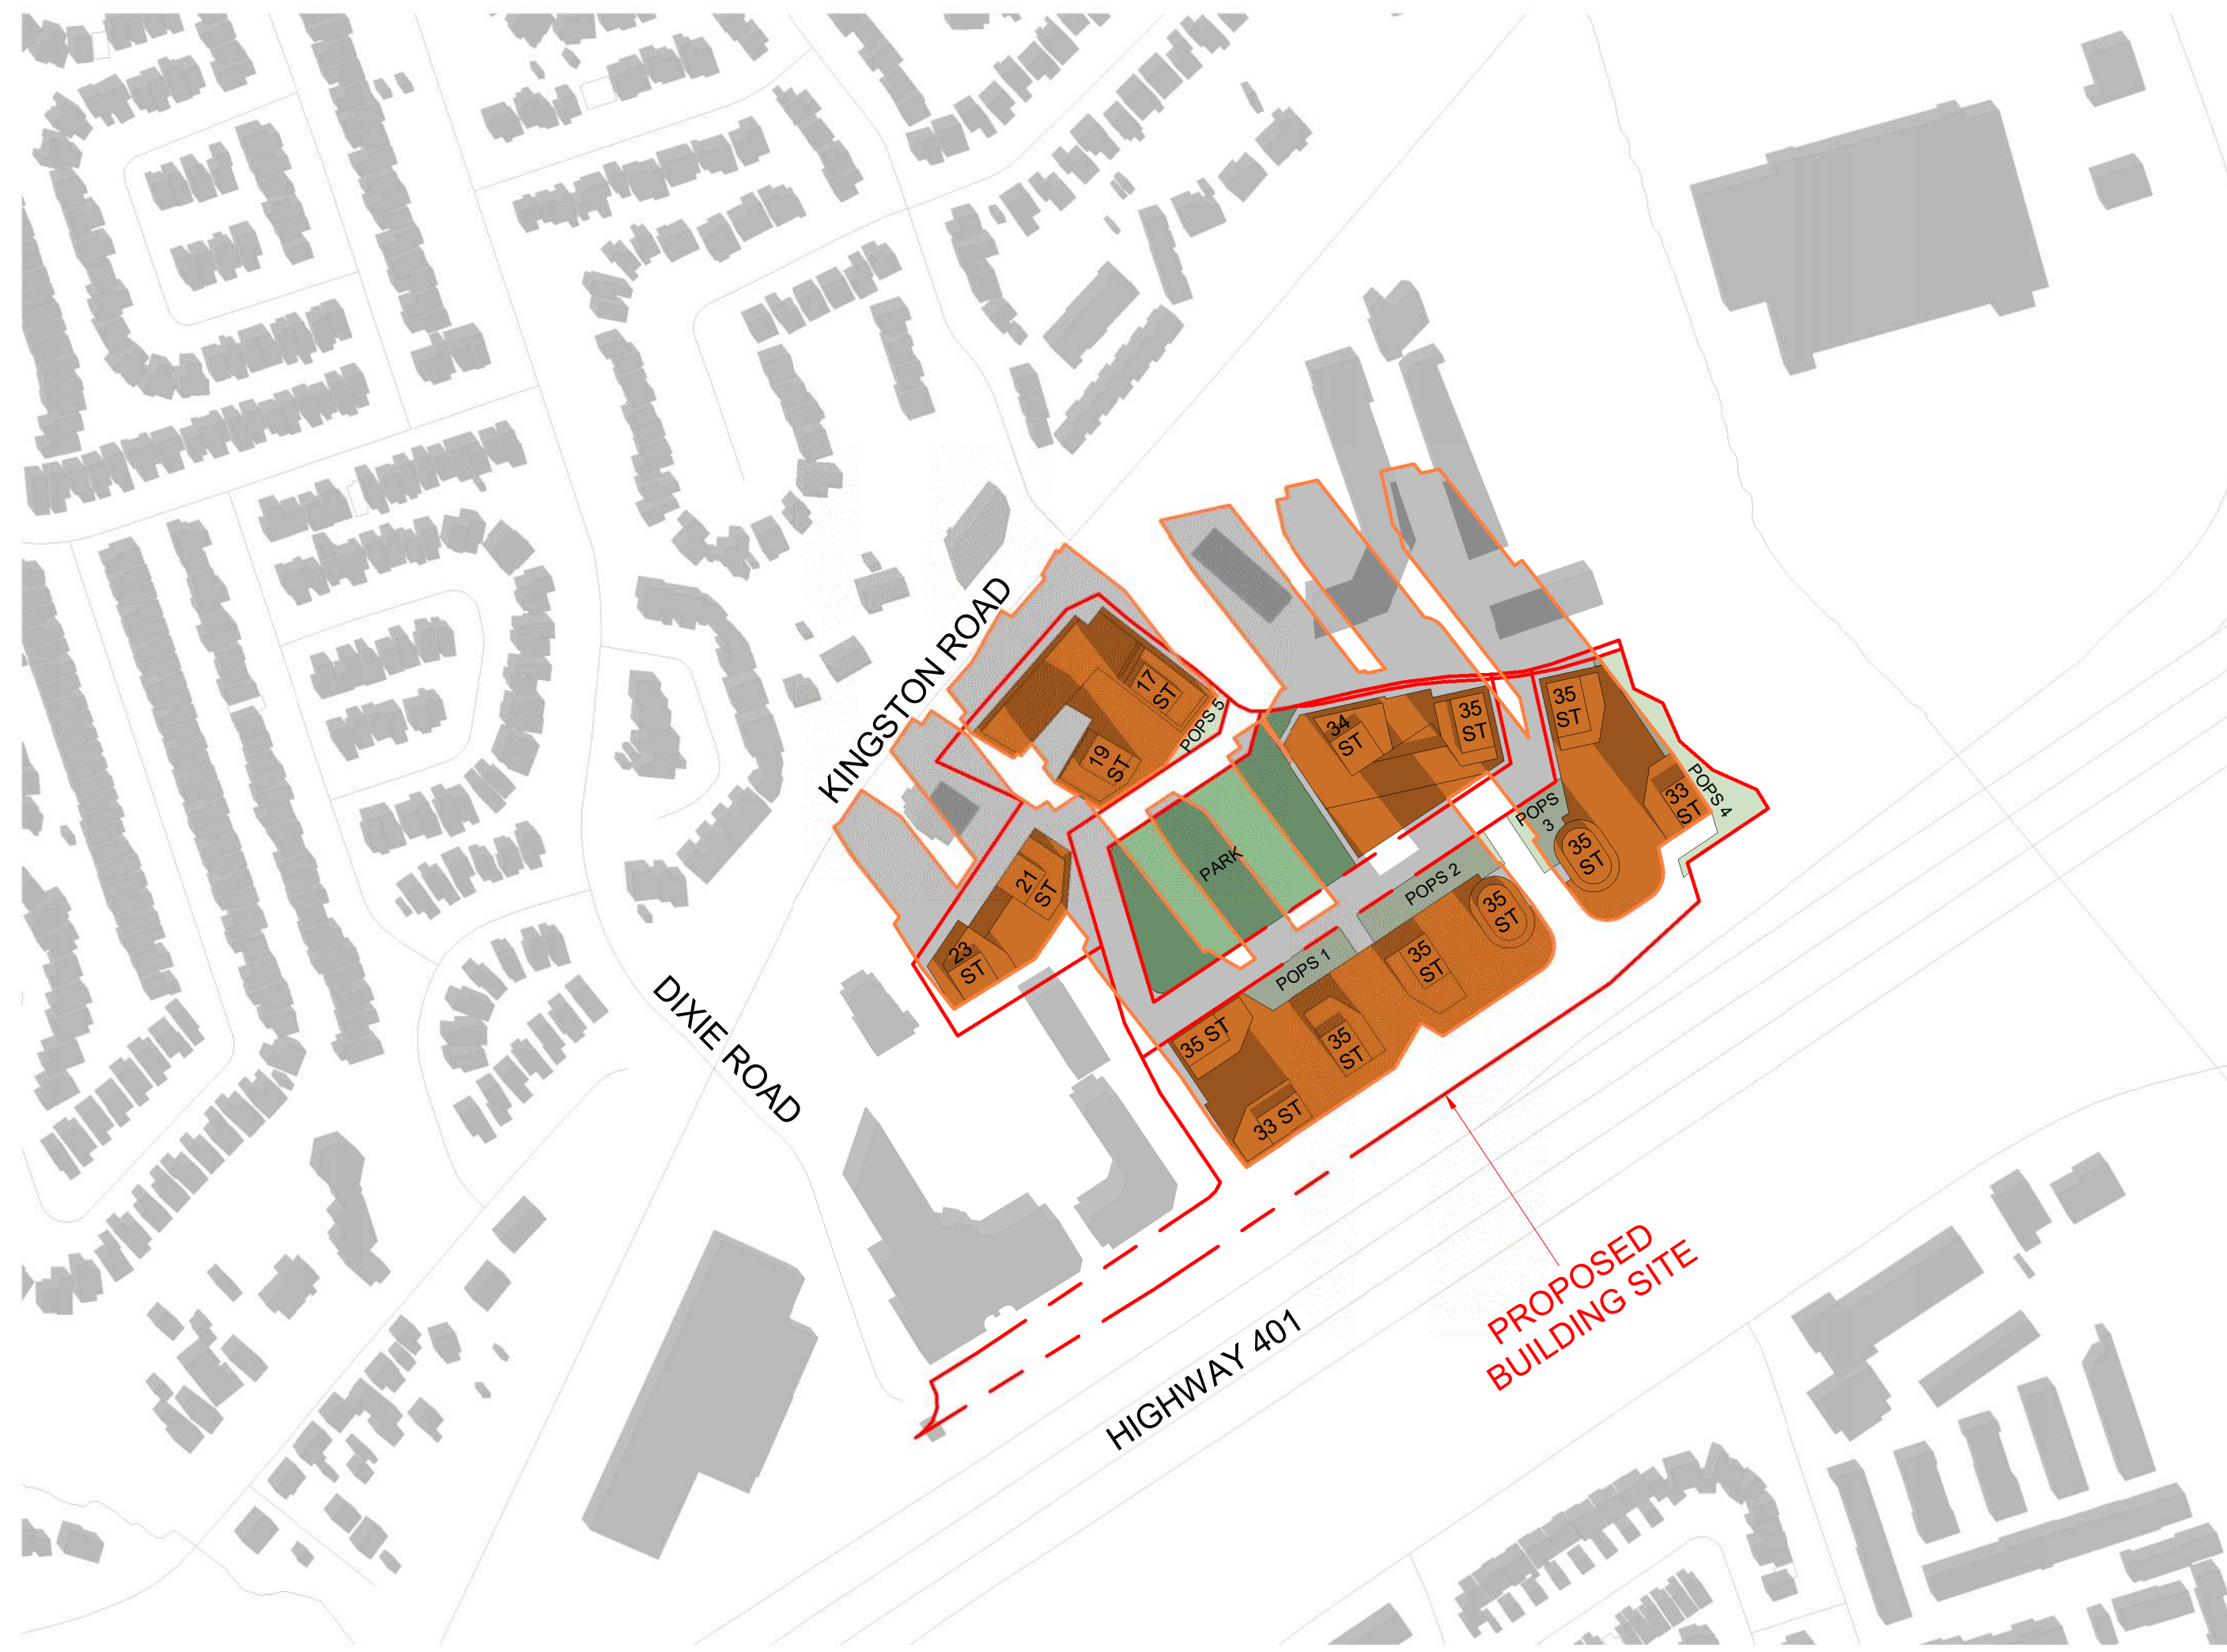 KINGSTON ROAD
17
ST
19
ST
POPS 5
34
ST
35
ST
35
ST
33
ST
POPS 4
POPS
3
35
ST
21
ST
23
ST
PARK
POPS 2
35
ST
35
ST
POPS 1
35 ST
35
ST
33 ST
DIXIE ROAD
HIGHWAY 401
PROPOSED
BUILDING SITE